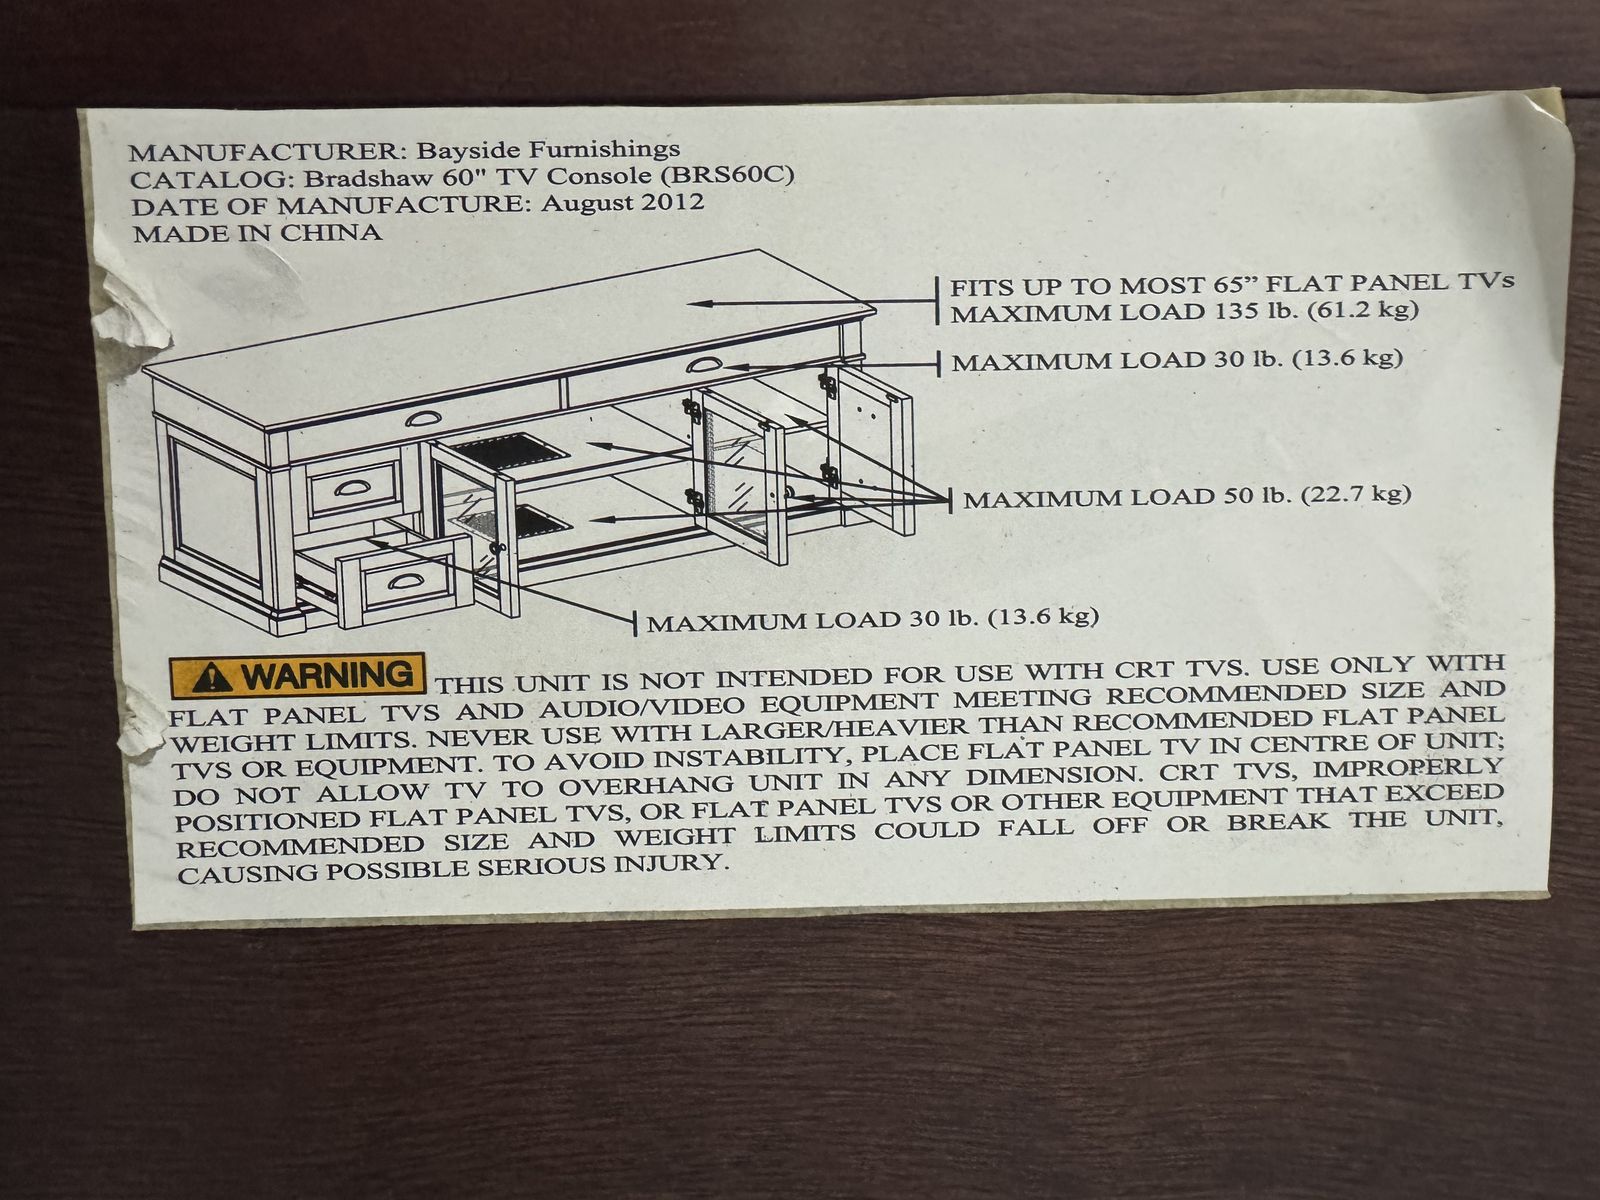 MANUFACTURER: Bayside Furnishings
CATALOG: Bradshaw 60" TV Console (BRS60C)
DATE OF MANUFACTURE: August 2012
MADE IN CHINA
FITS UP TO MOST 65” FLAT PANEL TVs
MAXIMUM LOAD 135 lb. (61.2 kg)
MAXIMUM LOAD 30 lb. (13.6 kg)
MAXIMUM LOAD 50 lb. (22.7 kg)
MAXIMUM LOAD 30 lb. (13.6 kg)
WARNING THIS UNIT IS NOT INTENDED FOR USE WITH CRT TVS. USE ONLY WITH
FLAT PANEL TVS AND AUDIO/VIDEO EQUIPMENT MEETING RECOMMENDED SIZE AND
WEIGHT LIMITS. NEVER USE WITH LARGER/HEAVIER THAN RECOMMENDED FLAT PANEL
TVS OR EQUIPMENT. TO AVOID INSTABILITY, PLACE FLAT PANEL TV IN CENTRE OF UNIT;
DO NOT ALLOW TV TO OVERHANG UNIT IN ANY DIMENSION. CRT TVS, IMPROPERLY
POSITIONED FLAT PANEL TVS, OR FLAT PANEL TVS OR OTHER EQUIPMENT THAT EXCEED
RECOMMENDED SIZE AND WEIGHT LIMITS COULD FALL OFF OR BREAK THE UNIT,
CAUSING POSSIBLE SERIOUS INJURY.